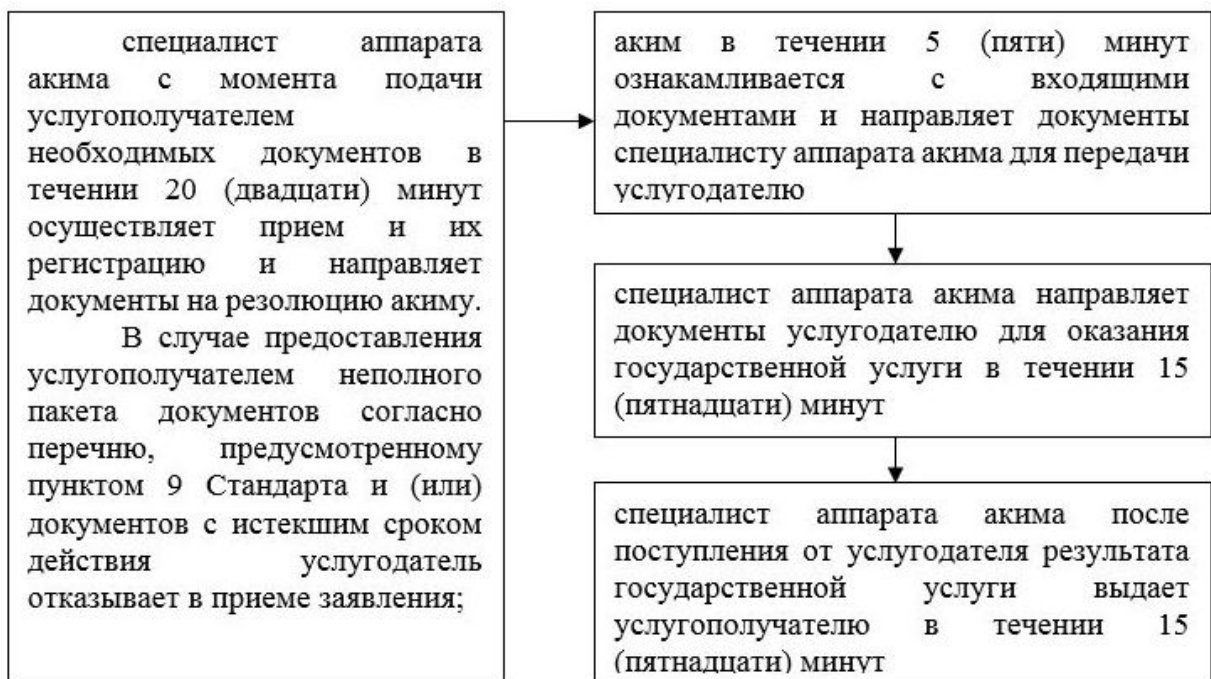 специалист аппарата
акима с момента подачи
услугополучателем
необходимых документов в
течении 20 (двадцати) минут
осуществляет прием и их
регистрацию и направляет
документы на резолюцию акиму.
В случае предоставления
услугополучателем неполного
пакета документов согласно
перечню, предусмотренному
пунктом 9 Стандарта и (или)
документов с истекшим сроком
действия услугодатель
отказывает в приеме заявления;
аким в течении 5 (пяти) минут
ознакамливается с входящими
документами и направляет документы
специалисту аппарата акима для передачи
услугодателю
специалист аппарата акима направляет
документы услугодателю для оказания
государственной услуги в течении 15
(пятнадцати) минут
специалист аппарата акима после
поступления от услугодателя результата
государственной услуги выдает
услугополучателю в течении 15
(пятнадцати) минут